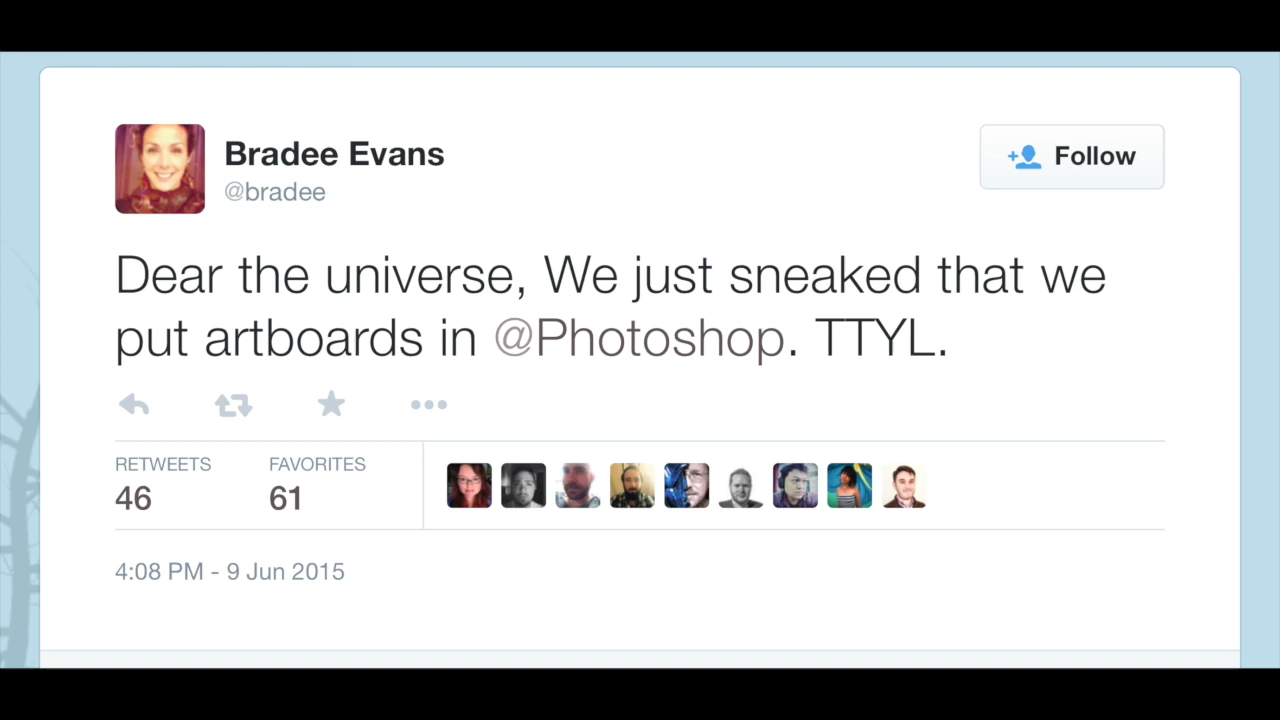 Bradee Evans
@bradee
Follow
Dear the universe, We just sneaked that we
put artboards in @Photoshop. TTYL.
RETWEETS FAVORITES
46 61
4:08 PM - 9 Jun 2015